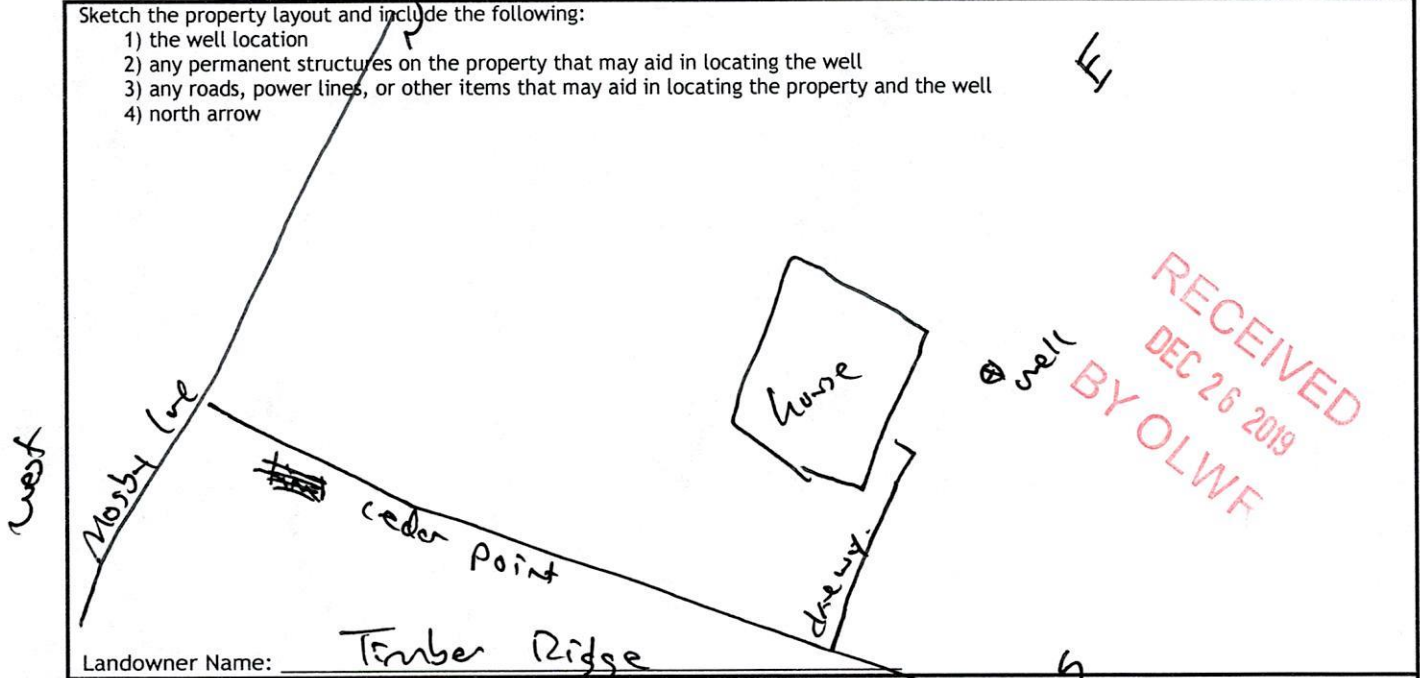 Sketch the property layout and include the following:
1) the well location
2) any permanent structures on the property that may aid in locating the well
3) any roads, power lines, or other items that may aid in locating the property and the well
4) north arrow
E
house
well
RECEIVED
DEC 26 2019
BY OLWF
West
Mosby
Cedar Point
driewy.
Landowner Name: Timber Ridge
S